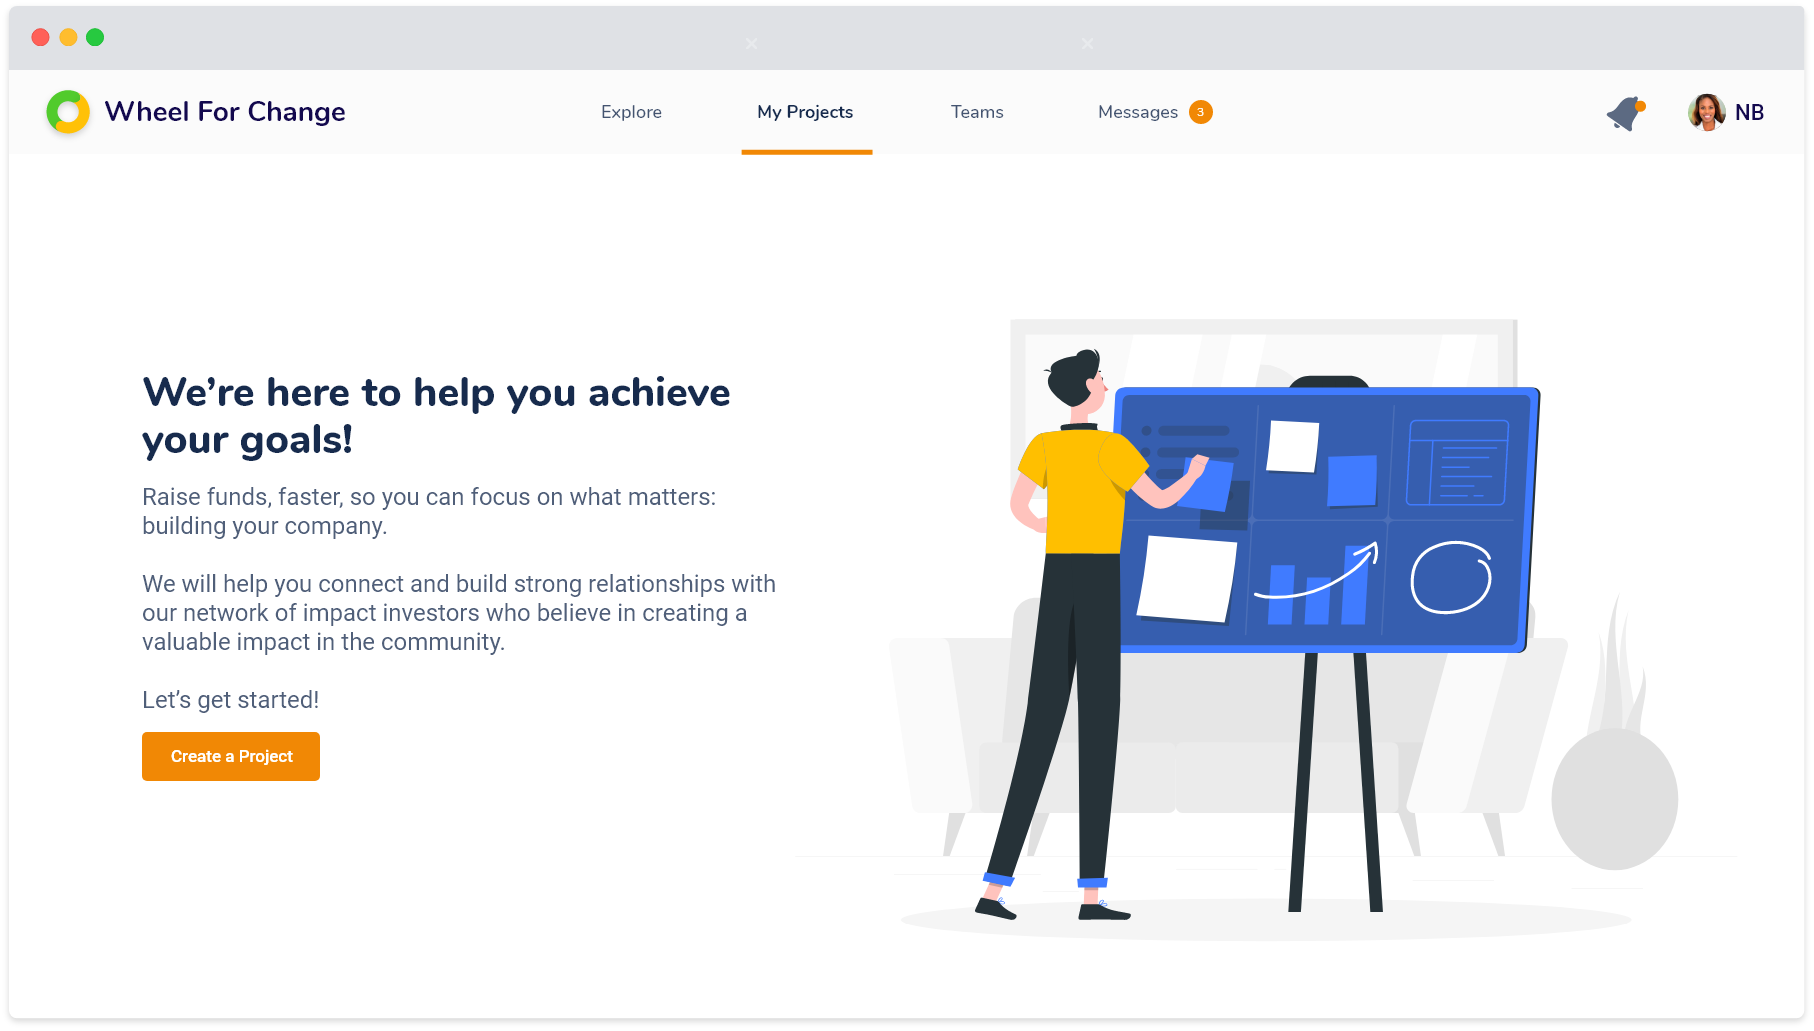 Wheel For Change
Explore
My Projects
Teams
Messages 3
NB
We’re here to help you achieve
your goals!
Raise funds, faster, so you can focus on what matters:
building your company.
We will help you connect and build strong relationships with
our network of impact investors who believe in creating a
valuable impact in the community.
Let’s get started!
Create a Project